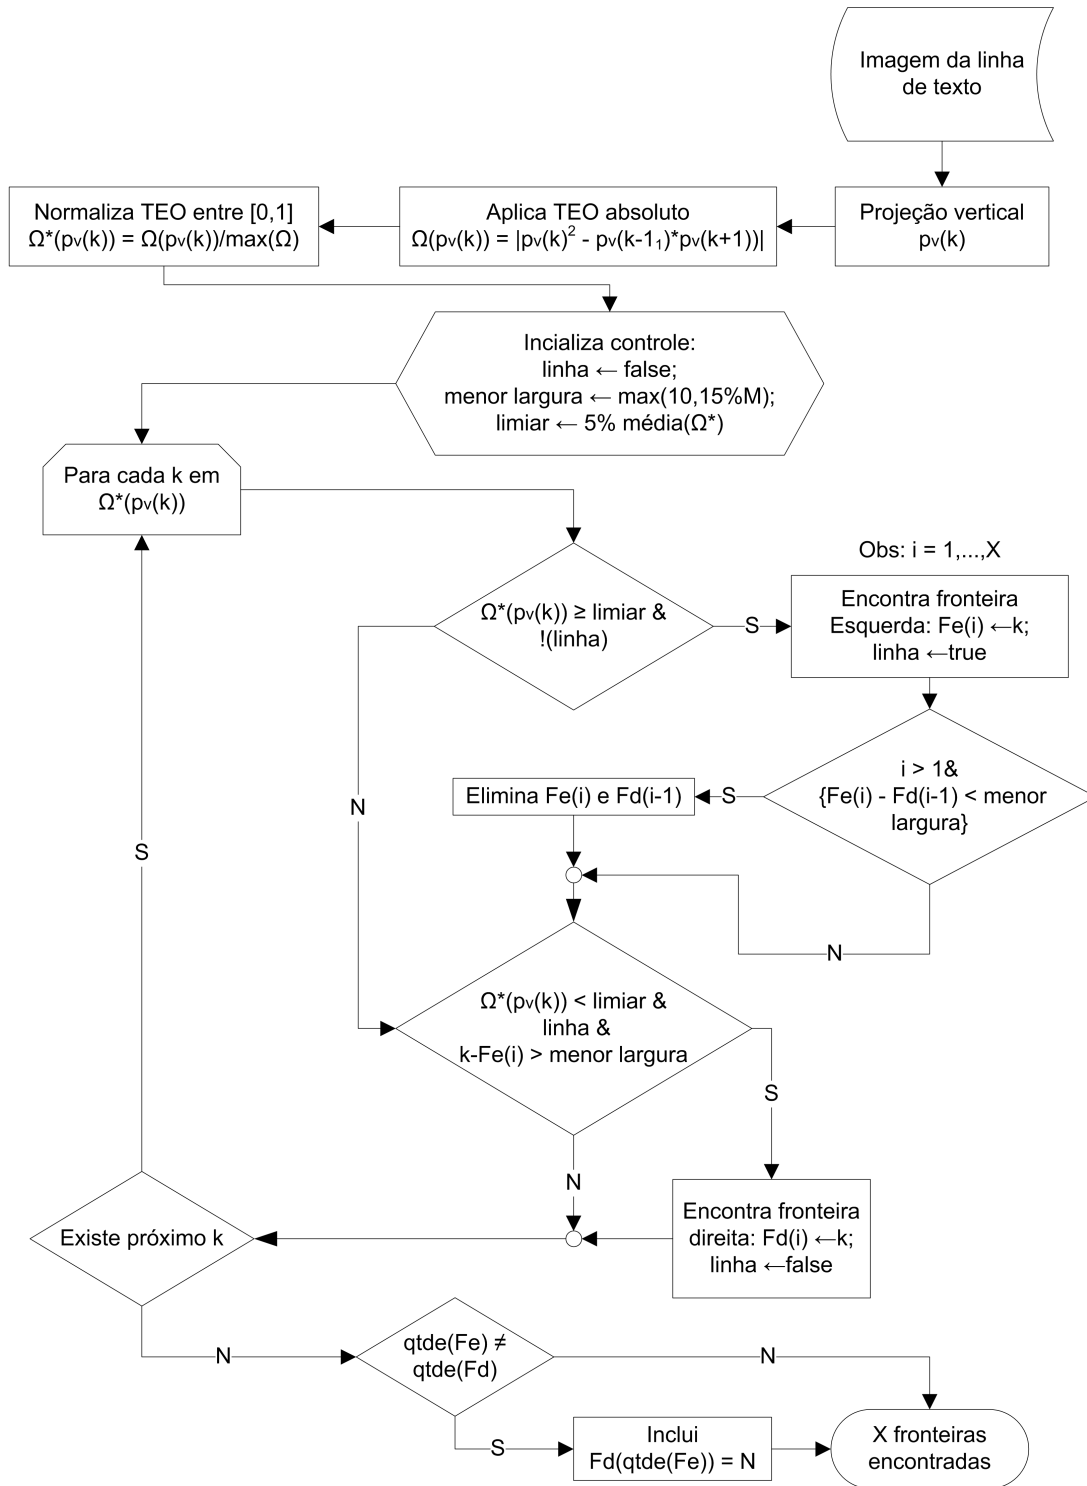 Imagem da linha
de texto
Projeção vertical
pv(k)
Aplica TEO absoluto
Ω(pv(k)) = |pv(k)² - pv(k-1₁)*pv(k+1))|
Normaliza TEO entre [0,1]
Ω*(pv(k)) = Ω(pv(k))/max(Ω)
Incializa controle:
linha ← false;
menor largura ← max(10,15%M);
limiar ← 5% média(Ω*)
Para cada k em
Ω*(pv(k))
Ω*(pv(k)) ≥ limiar &
!(linha)
S
Obs: i = 1,...,X
Encontra fronteira
Esquerda: Fe(i) ←k;
linha ←true
i > 1&
{Fe(i) - Fd(i-1) < menor
largura}
S
Elimina Fe(i) e Fd(i-1)
N
N
Ω*(pv(k)) < limiar &
linha &
k-Fe(i) > menor largura
S
N
Encontra fronteira
direita: Fd(i) ←k;
linha ←false
Existe próximo k
S
N
qtde(Fe) ≠
qtde(Fd)
N
S
Inclui
Fd(qtde(Fe)) = N
X fronteiras
encontradas